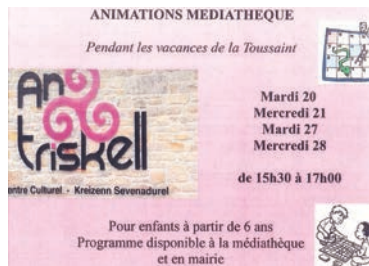 ANIMATIONS MEDIATHEQUE
Pendant les vacances de la Toussaint
An
triskell
entre Culturel - Kreizenn Sevenadurel
Mardi 20
Mercredi 21
Mardi 27
Mercredi 28
de 15h30 à 17h00
Pour enfants à partir de 6 ans
Programme disponible à la médiathèque
et en mairie